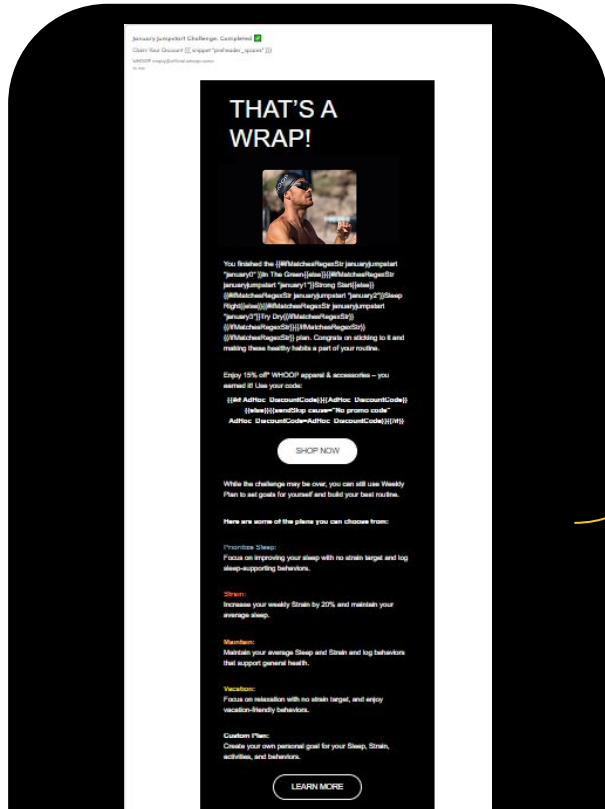 January Jumpstart Challenge: Completed ✅
Claim Your Discount {{{ snippet "preheader_spaces" }}}
to me
THAT'S A
WRAP!
WHOOP
You finished the {{#ifMatchesRegexStr januaryjumpstart
"january0" }}In The Green{{else}}{{#ifMatchesRegexStr
januaryjumpstart "january1"}}Strong Start{{else}}
{{#ifMatchesRegexStr januaryjumpstart "january2"}}Sleep
Right{{else}}{{#ifMatchesRegexStr januaryjumpstart
"january3"}}Try Dry{{/ifMatchesRegexStr}}
{{/ifMatchesRegexStr}}{{/ifMatchesRegexStr}}
{{/ifMatchesRegexStr}} plan. Congrats on sticking to it and
making these healthy habits a part of your routine.
Enjoy 15% off* WHOOP apparel & accessories – you
earned it! Use your code:
{{#if AdHoc_DiscountCode}}{{AdHoc_DiscountCode}}
{{else}}{{sendSkip cause="No promo code"
AdHoc_DiscountCode=AdHoc_DiscountCode}}{{/if}}
SHOP NOW
While the challenge may be over, you can still use Weekly
Plan to set goals for yourself and build your best routine.
Here are some of the plans you can choose from:
Prioritize Sleep:
Focus on improving your sleep with no strain target and log
sleep-supporting behaviors.
Strain:
Increase your weekly Strain by 20% and maintain your
average sleep.
Maintain:
Maintain your average Sleep and Strain and log behaviors
that support general health.
Vacation:
Focus on relaxation with no strain target, and enjoy
vacation-friendly behaviors.
Custom Plan:
Create your own personal goal for your Sleep, Strain,
activities, and behaviors.
LEARN MORE